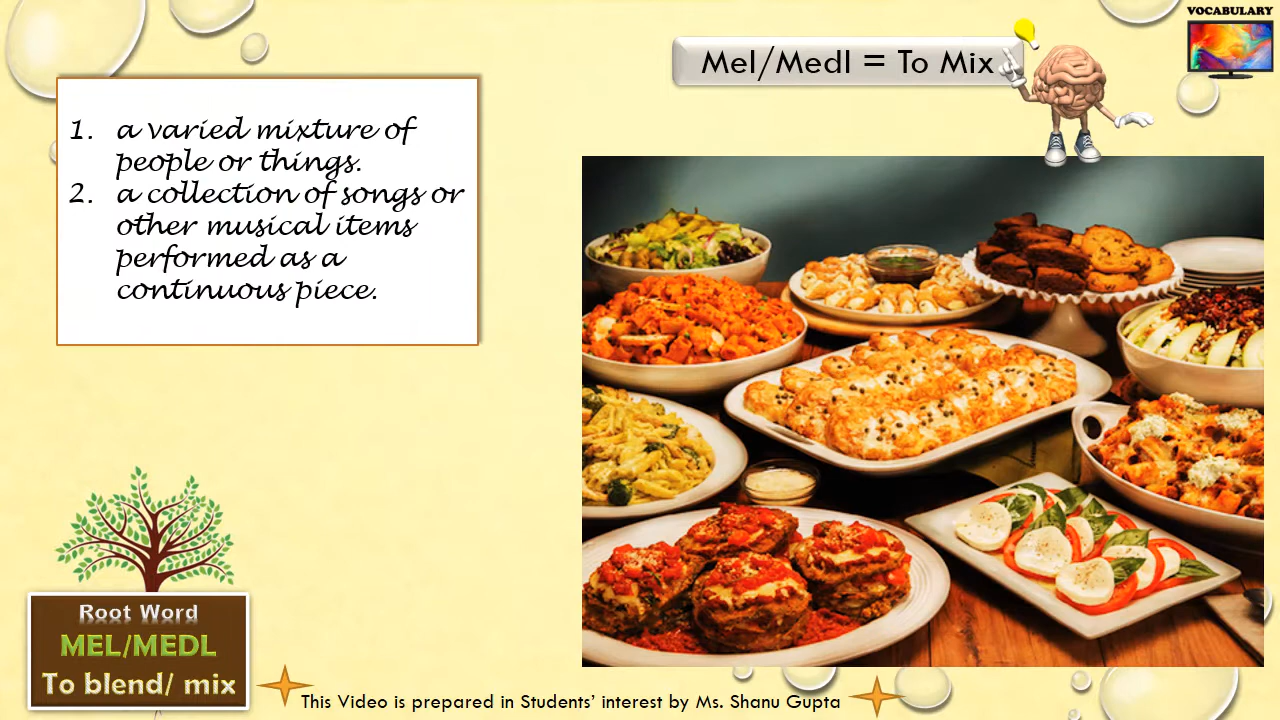 VOCABULARY
Mel/Medl = To Mix
1. a varied mixture of
people or things.
2. a collection of songs or
other musical items
performed as a
continuous piece.
Root Word
MEL/MEDL
To blend/ mix
This Video is prepared in Students’ interest by Ms. Shanu Gupta